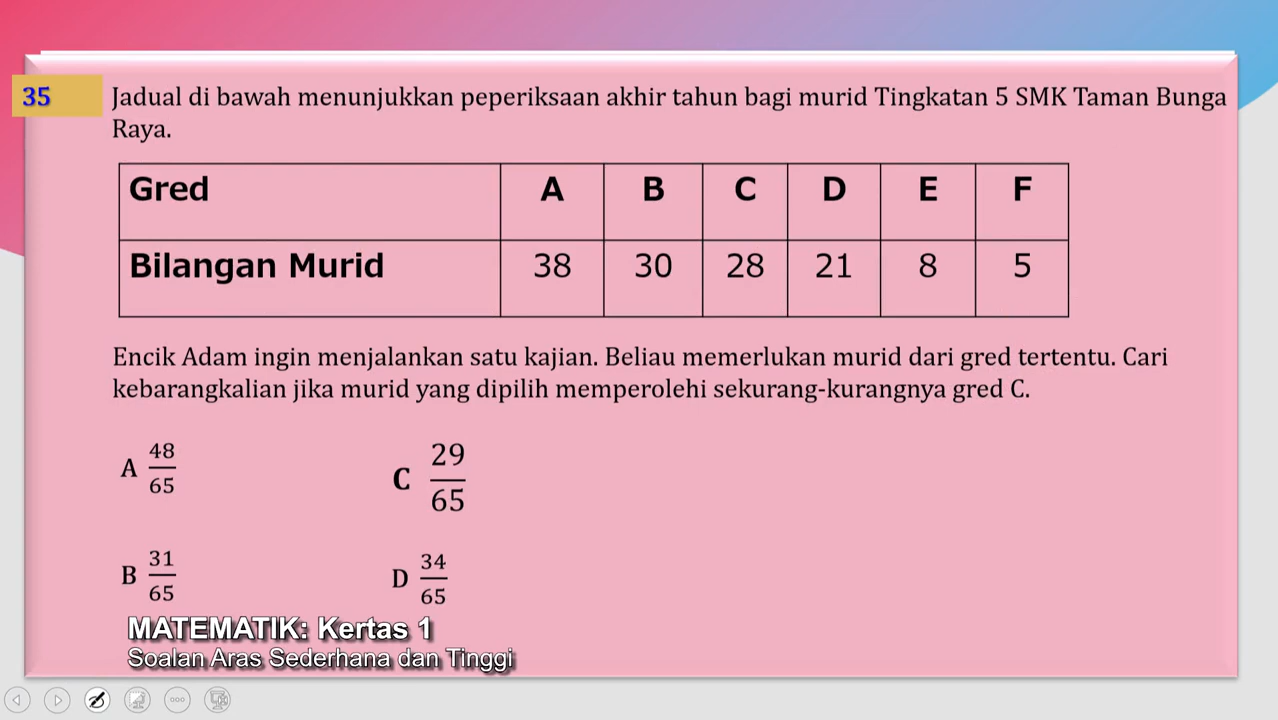 35
Jadual di bawah menunjukkan peperiksaan akhir tahun bagi murid Tingkatan 5 SMK Taman Bunga
Raya.
Gred A B C D E F
Bilangan Murid 38 30 28 21 8 5
Encik Adam ingin menjalankan satu kajian. Beliau memerlukan murid dari gred tertentu. Cari
kebarangkalian jika murid yang dipilih memperolehi sekurang-kurangnya gred C.
A 48/65
C 29/65
B 31/65
D 34/65
MATEMATIK: Kertas 1
Soalan Aras Sederhana dan Tinggi